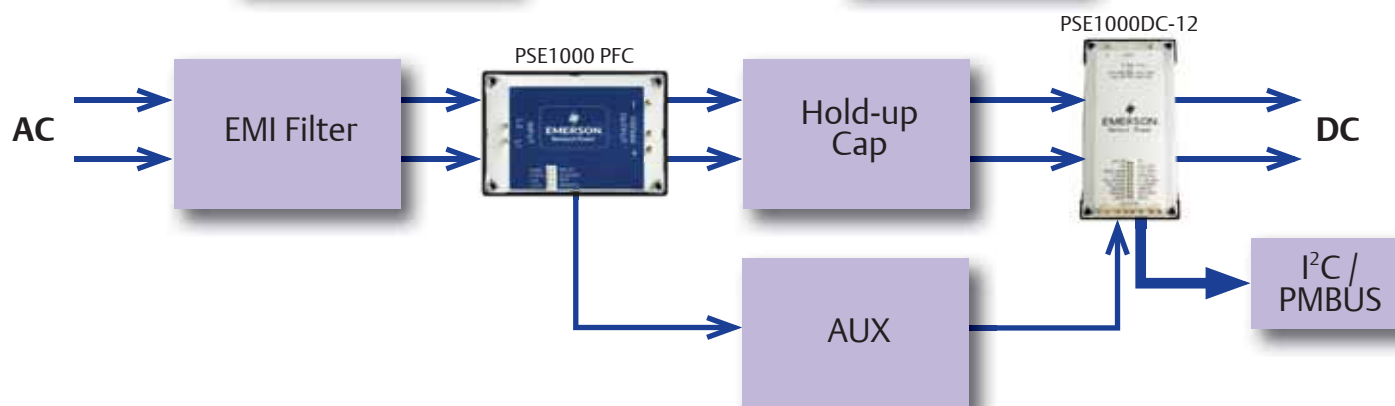 PSE1000DC-12
PSE1000 PFC
AC
EMI Filter
EMERSON
Hold-up
Cap
EMERSON
DC
AUX
I²C /
PMBUS